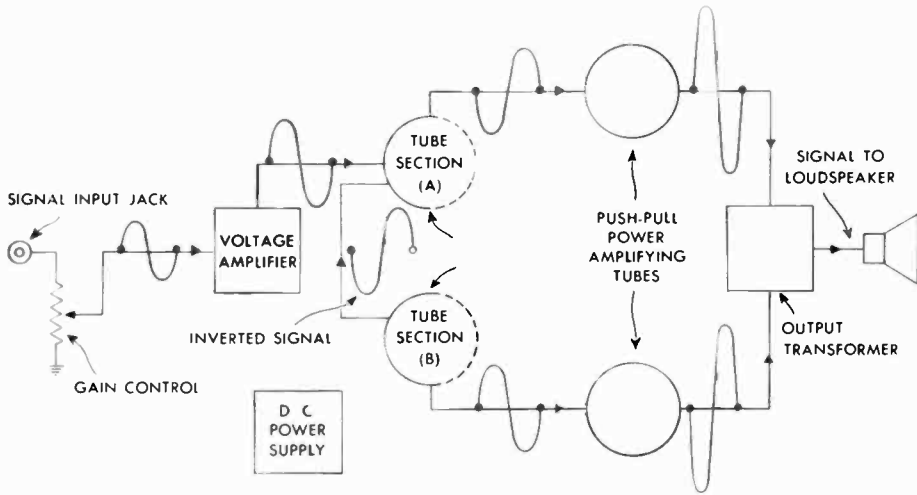 SIGNAL INPUT JACK
GAIN CONTROL
VOLTAGE
AMPLIFIER
INVERTED SIGNAL
D C
POWER
SUPPLY
TUBE
SECTION
(A)
TUBE
SECTION
(B)
PUSH-PULL
POWER
AMPLIFYING
TUBES
SIGNAL TO
LOUDSPEAKER
OUTPUT
TRANSFORMER